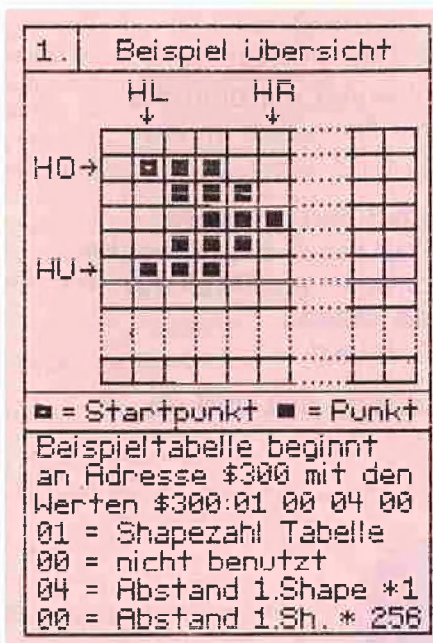 1. Beispiel Übersicht
HL HR
↓ ↓
HO→
HU→
= Startpunkt = Punkt
Beispieltabelle beginnt
an Adresse $300 mit den
Werten $300:01 00 04 00
01 = Shapezahl Tabelle
00 = nicht benutzt
04 = Abstand 1.Shape *1
00 = Abstand 1.Sh. * 256